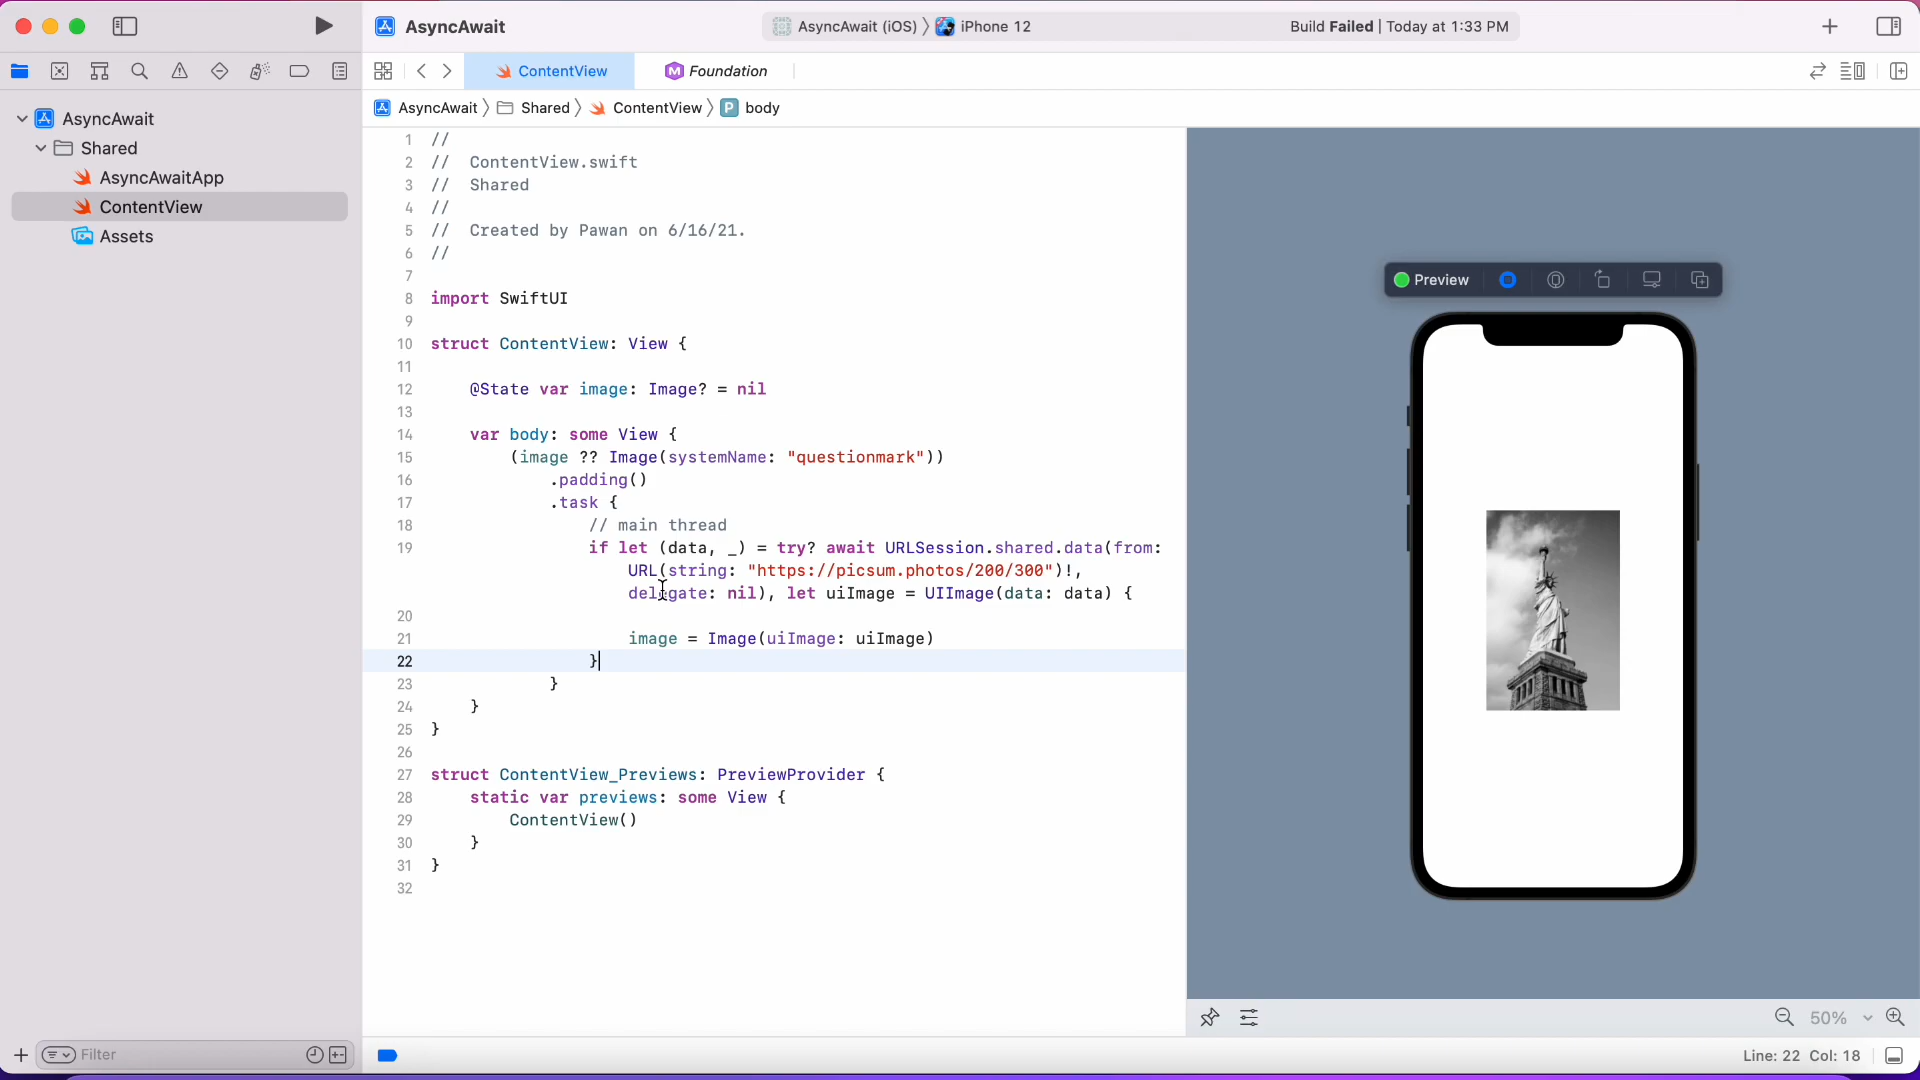 AsyncAwait
AsyncAwait (iOS) iPhone 12
Build Failed | Today at 1:33 PM
ContentView
Foundation
AsyncAwait Shared ContentView P body
AsyncAwait
Shared
AsyncAwaitApp
ContentView
Assets
1 //
2 //  ContentView.swift
3 //  Shared
4 //
5 //  Created by Pawan on 6/16/21.
6 //
7
8 import SwiftUI
9
10 struct ContentView: View {
11
12     @State var image: Image? = nil
13
14     var body: some View {
15         (image ?? Image(systemName: "questionmark"))
16             .padding()
17             .task {
18                 // main thread
19                 if let (data, _) = try? await URLSession.shared.data(from:
URL(string: "https://picsum.photos/200/300")!,
delegate: nil), let uiImage = UIImage(data: data) {
20
21                     image = Image(uiImage: uiImage)
22                 }
23             }
24     }
25 }
26
27 struct ContentView_Previews: PreviewProvider {
28     static var previews: some View {
29         ContentView()
30     }
31 }
32
Preview
50%
Filter
Line: 22 Col: 18